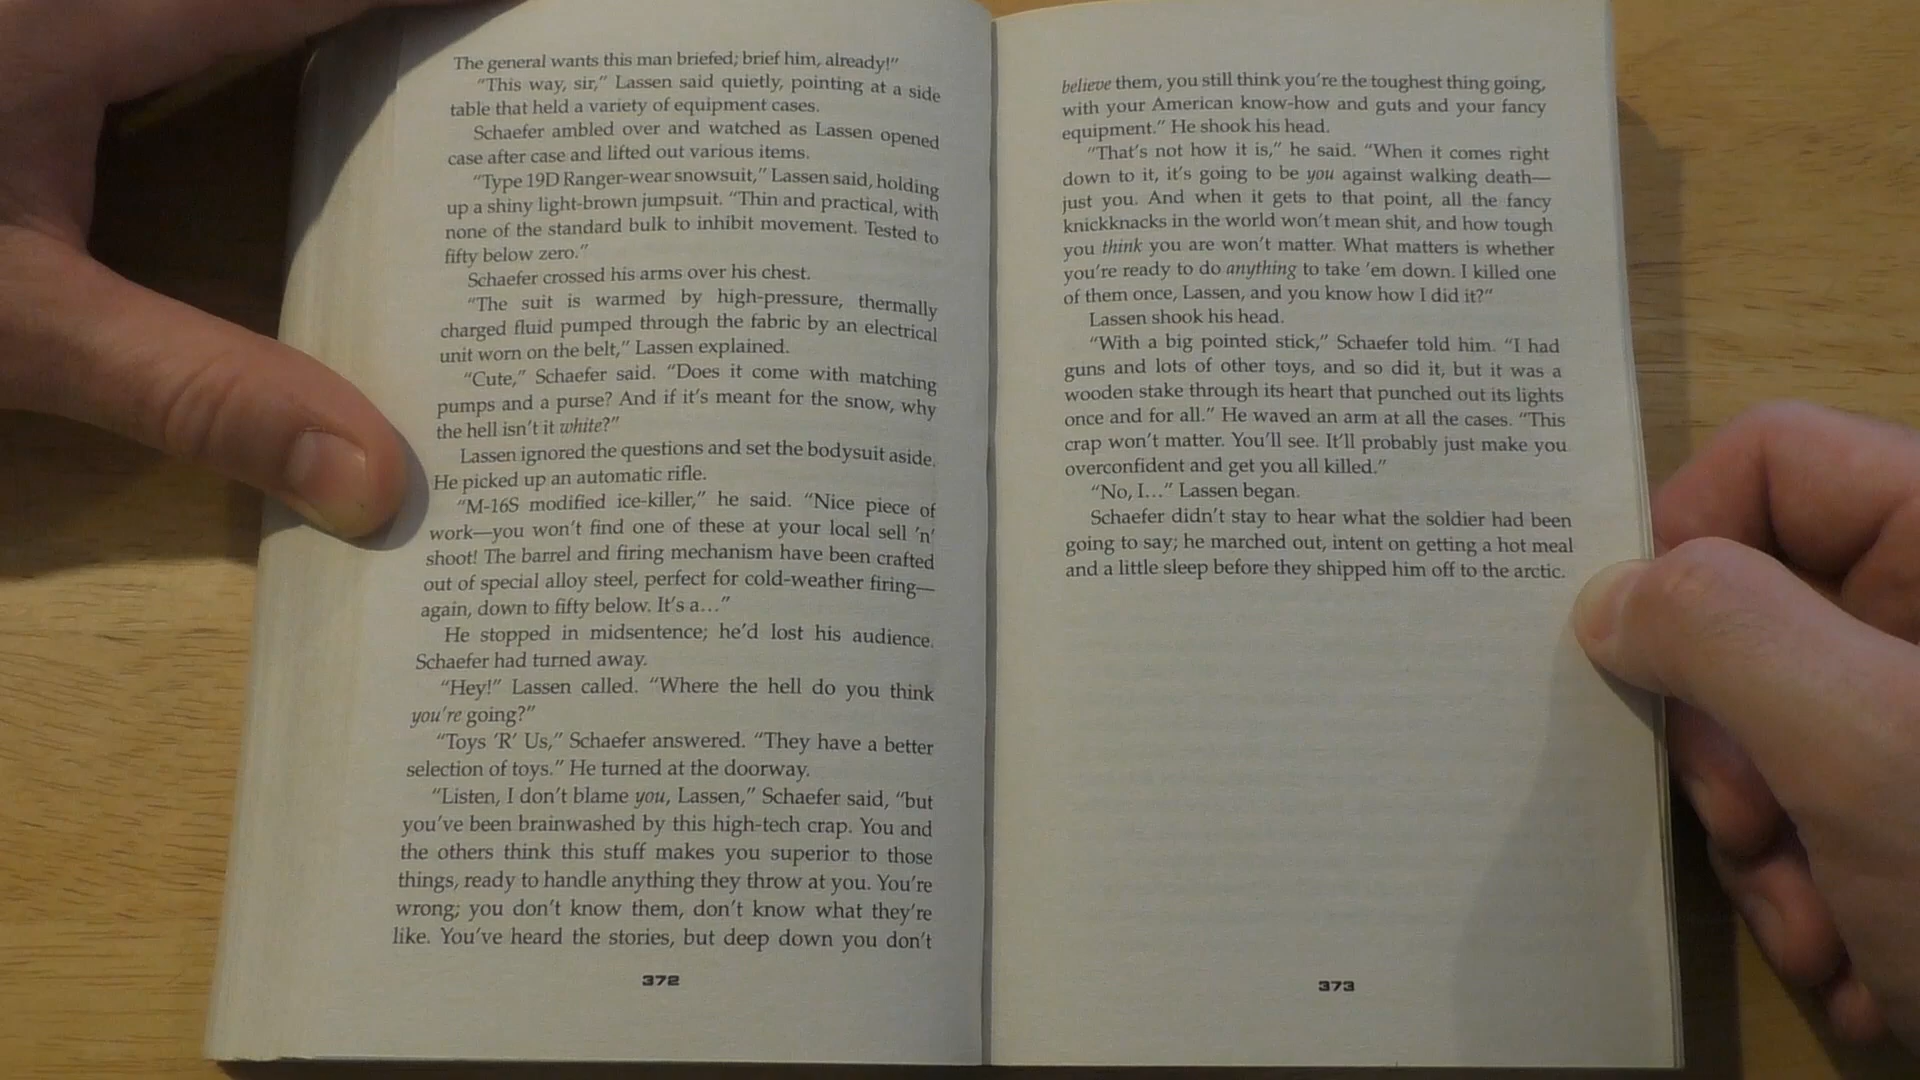 The general wants this man briefed; brief him, already!”
“This way, sir,” Lassen said quietly, pointing at a side
table that held a variety of equipment cases.
Schaefer ambled over and watched as Lassen opened
case after case and lifted out various items.
“Type 19D Ranger-wear snowsuit,” Lassen said, holding
up a shiny light-brown jumpsuit. “Thin and practical, with
none of the standard bulk to inhibit movement. Tested to
fifty below zero.”
Schaefer crossed his arms over his chest.
“The suit is warmed by high-pressure, thermally
charged fluid pumped through the fabric by an electrical
unit worn on the belt,” Lassen explained.
“Cute,” Schaefer said. “Does it come with matching
pumps and a purse? And if it’s meant for the snow, why
the hell isn’t it white?”
Lassen ignored the questions and set the bodysuit aside.
He picked up an automatic rifle.
“M-16S modified ice-killer,” he said. “Nice piece of
work—you won’t find one of these at your local sell ’n’
shoot! The barrel and firing mechanism have been crafted
out of special alloy steel, perfect for cold-weather firing—
again, down to fifty below. It’s a…”
He stopped in midsentence; he’d lost his audience.
Schaefer had turned away.
“Hey!” Lassen called. “Where the hell do you think
you’re going?”
“Toys ‘R’ Us,” Schaefer answered. “They have a better
selection of toys.” He turned at the doorway.
“Listen, I don’t blame you, Lassen,” Schaefer said, “but
you’ve been brainwashed by this high-tech crap. You and
the others think this stuff makes you superior to those
things, ready to handle anything they throw at you. You’re
wrong; you don’t know them, don’t know what they’re
like. You’ve heard the stories, but deep down you don’t
372
believe them, you still think you’re the toughest thing going,
with your American know-how and guts and your fancy
equipment.” He shook his head.
“That’s not how it is,” he said. “When it comes right
down to it, it’s going to be you against walking death—
just you. And when it gets to that point, all the fancy
knickknacks in the world won’t mean shit, and how tough
you think you are won’t matter. What matters is whether
you’re ready to do anything to take ’em down. I killed one
of them once, Lassen, and you know how I did it?”
Lassen shook his head.
“With a big pointed stick,” Schaefer told him. “I had
guns and lots of other toys, and so did it, but it was a
wooden stake through its heart that punched out its lights
once and for all.” He waved an arm at all the cases. “This
crap won’t matter. You’ll see. It’ll probably just make you
overconfident and get you all killed.”
“No, I…” Lassen began.
Schaefer didn’t stay to hear what the soldier had been
going to say; he marched out, intent on getting a hot meal
and a little sleep before they shipped him off to the arctic.
373